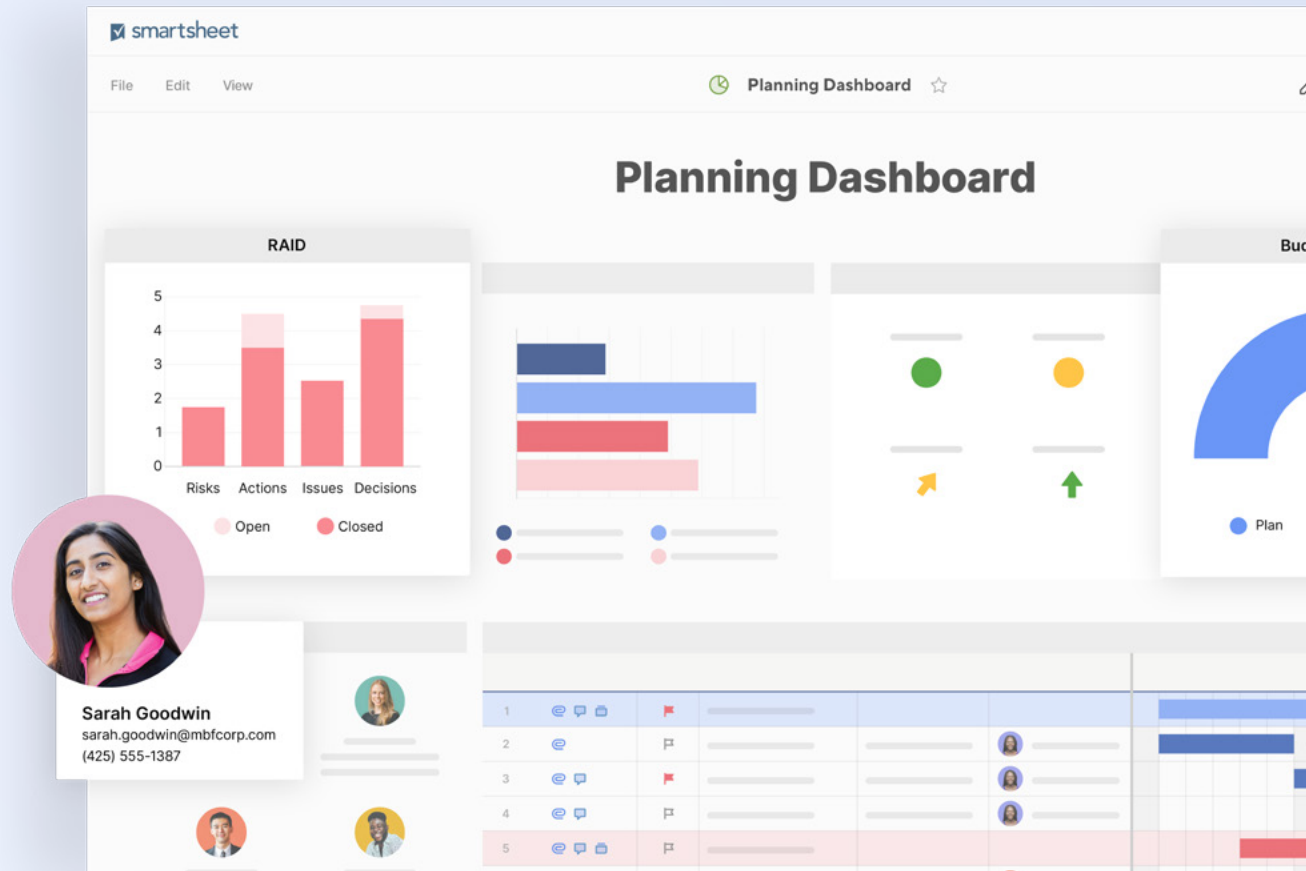 smartsheet
File Edit View
Planning Dashboard
Planning Dashboard
RAID
5
4
3
2
1
0
Risks Actions Issues Decisions
Open Closed
Plan
Sarah Goodwin
sarah.goodwin@mbfcorp.com
(425) 555-1387
1
2
3
4
5